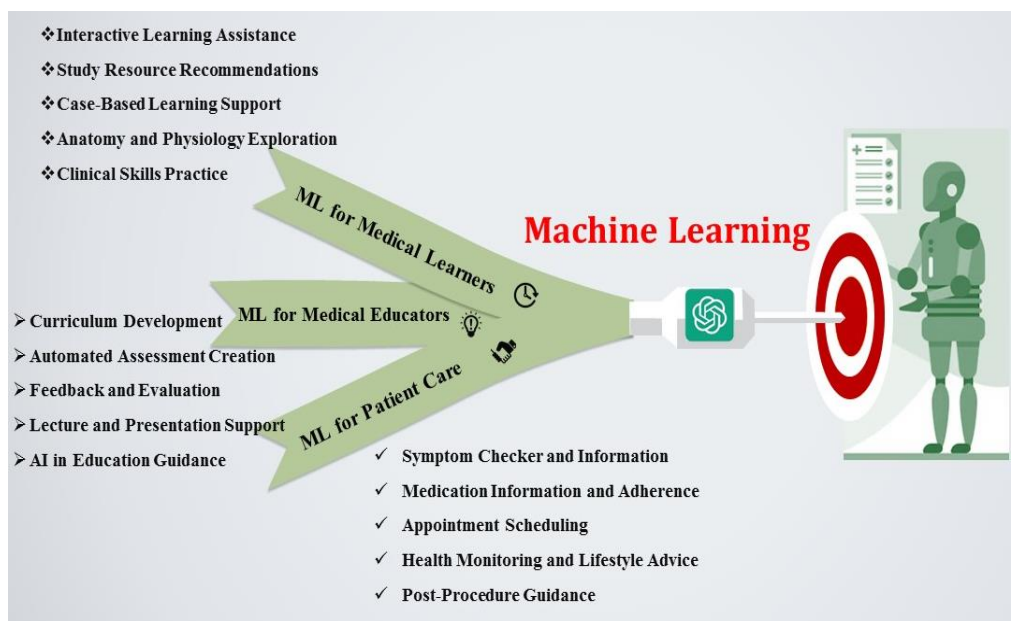 ❖Interactive Learning Assistance
❖Study Resource Recommendations
❖Case-Based Learning Support
❖Anatomy and Physiology Exploration
❖Clinical Skills Practice
ML for Medical Learners
Machine Learning
ML for Medical Educators
➢Curriculum Development
➢Automated Assessment Creation
➢Feedback and Evaluation
➢Lecture and Presentation Support
➢AI in Education Guidance
ML for Patient Care
✓ Symptom Checker and Information
✓ Medication Information and Adherence
✓ Appointment Scheduling
✓ Health Monitoring and Lifestyle Advice
✓ Post-Procedure Guidance